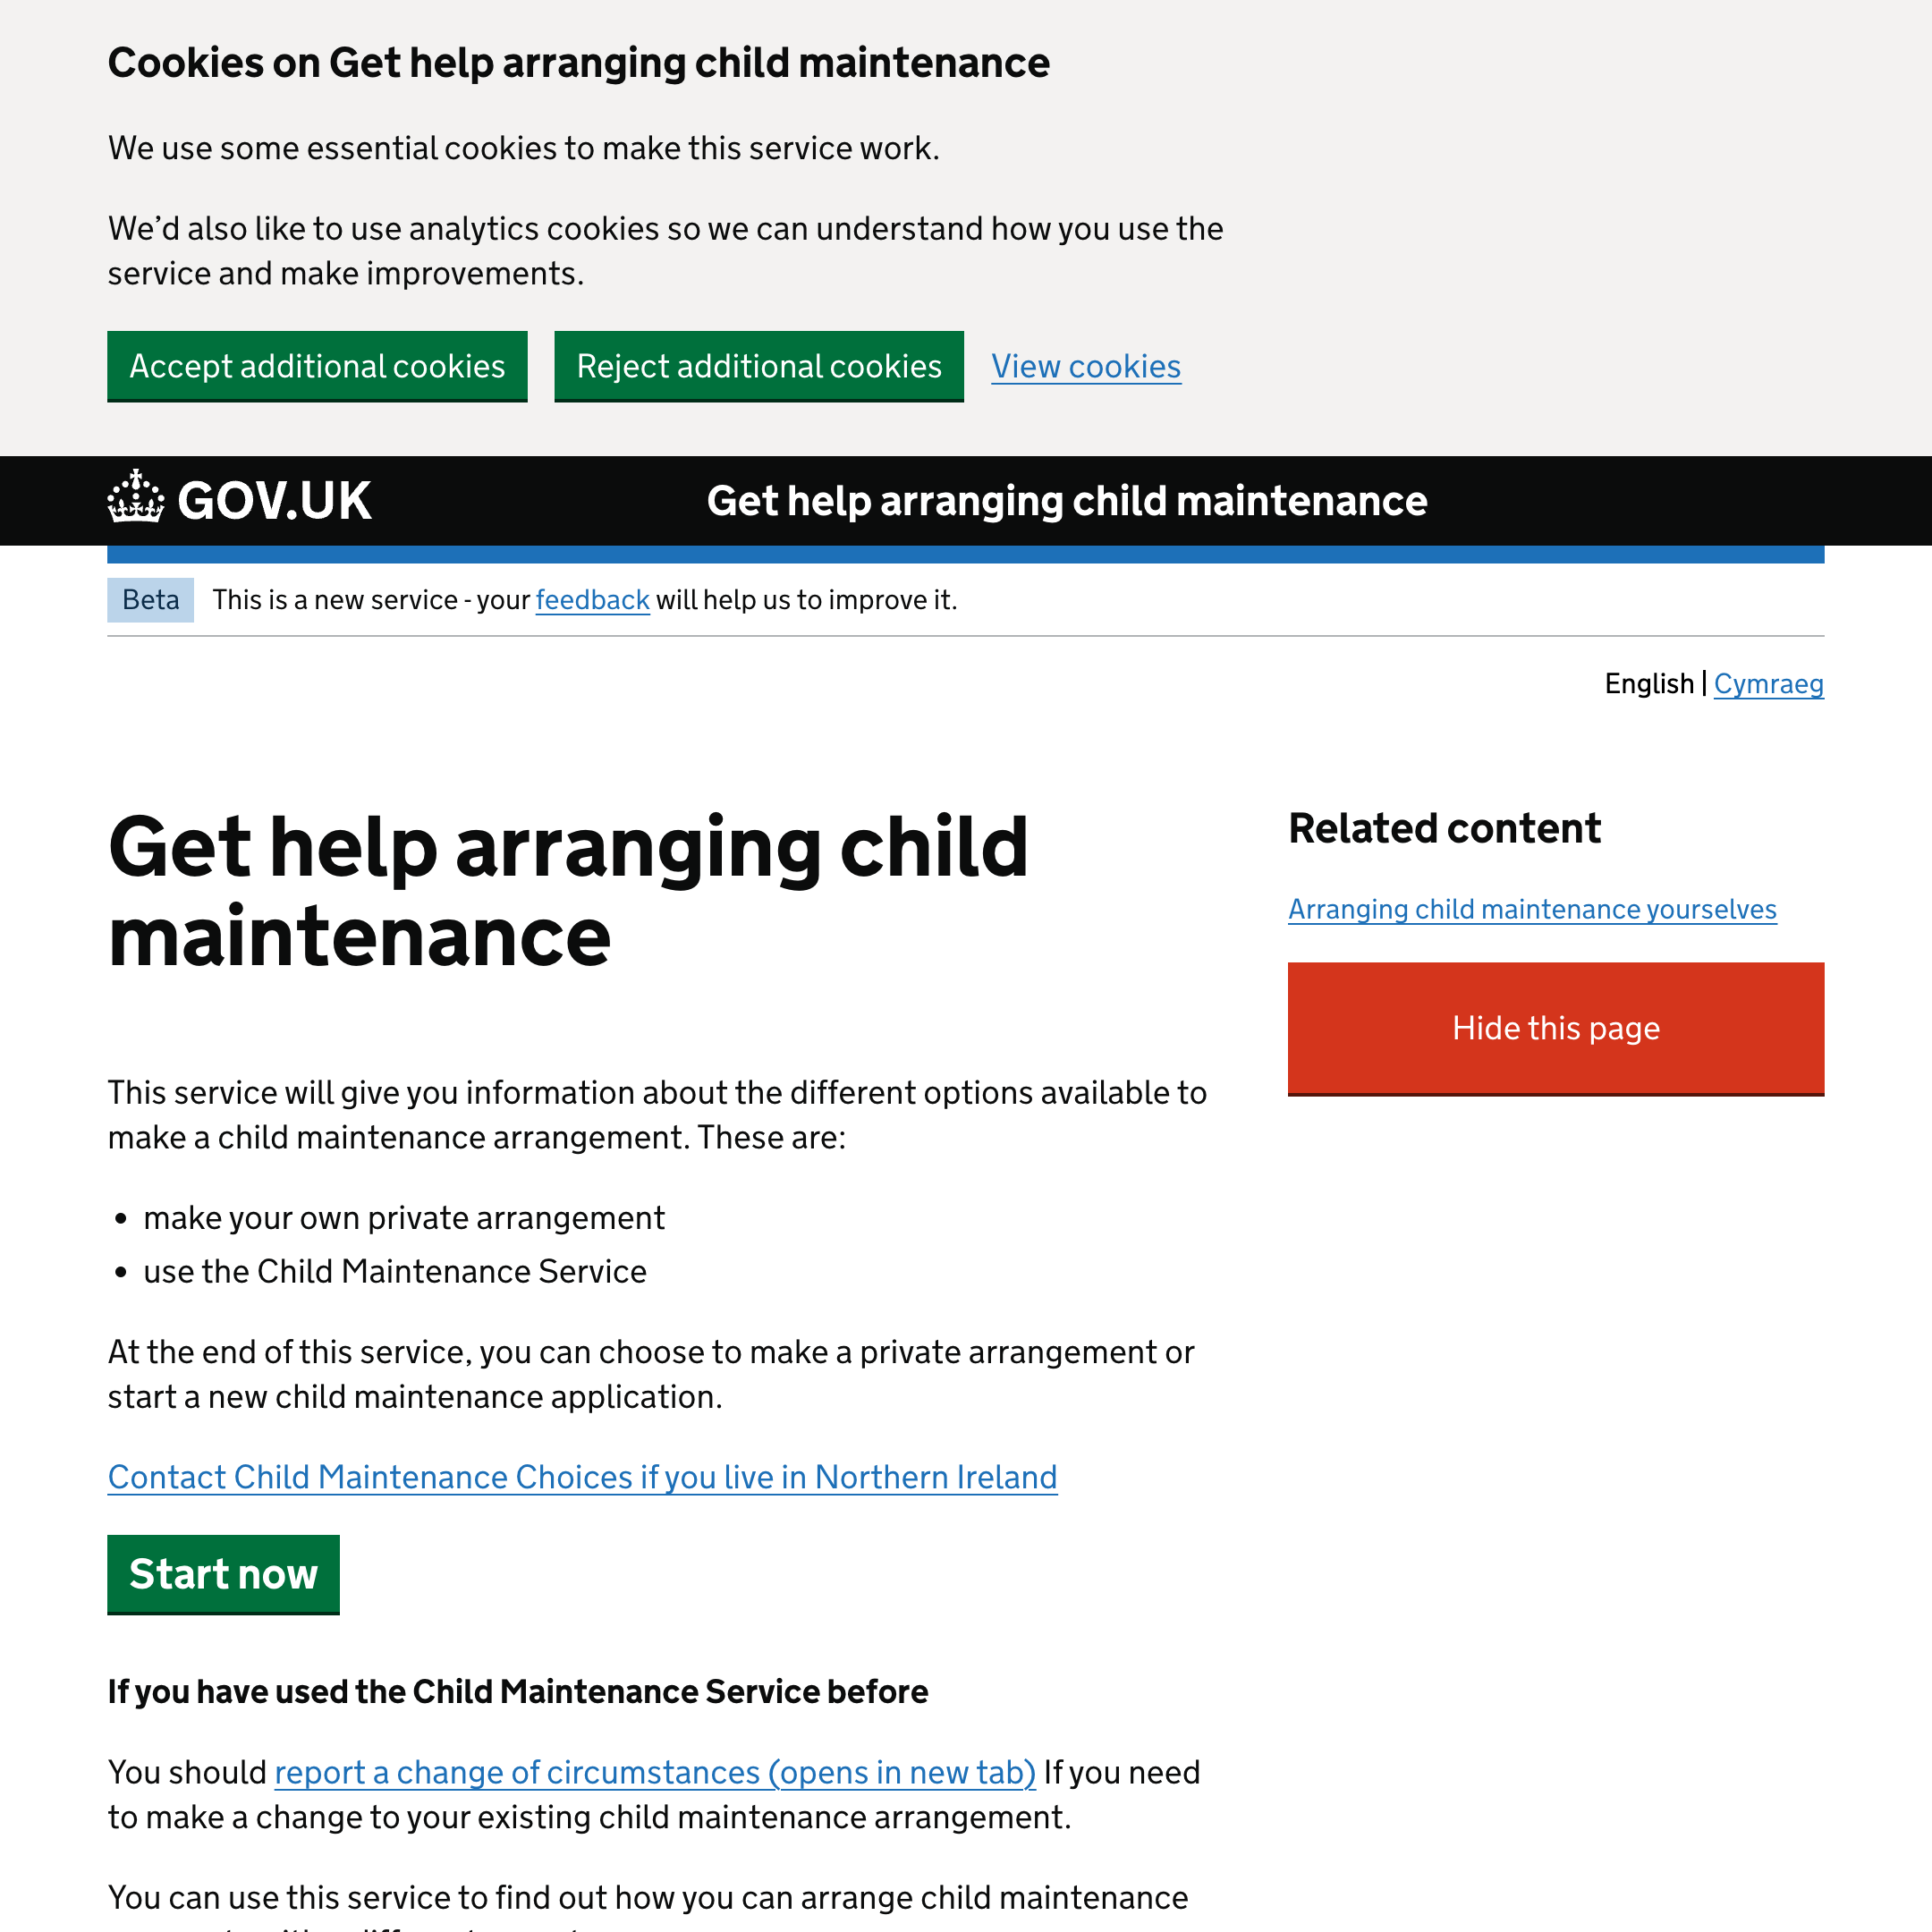 Cookies on Get help arranging child maintenance
We use some essential cookies to make this service work.
We’d also like to use analytics cookies so we can understand how you use the
service and make improvements.
Accept additional cookies
Reject additional cookies
View cookies
GOV.UK
Get help arranging child maintenance
Beta
This is a new service - your feedback will help us to improve it.
English | Cymraeg
Get help arranging child
maintenance
This service will give you information about the different options available to
make a child maintenance arrangement. These are:
• make your own private arrangement
• use the Child Maintenance Service
At the end of this service, you can choose to make a private arrangement or
start a new child maintenance application.
Contact Child Maintenance Choices if you live in Northern Ireland
Start now
If you have used the Child Maintenance Service before
You should report a change of circumstances (opens in new tab) If you need
to make a change to your existing child maintenance arrangement.
You can use this service to find out how you can arrange child maintenance
Related content
Arranging child maintenance yourselves
Hide this page